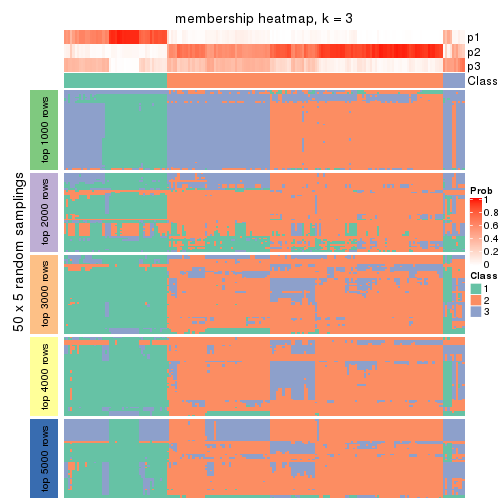 membership heatmap, k = 3
p1
p2
p3
Class
50 x 5 random samplings
top 1000 rows
top 2000 rows
top 3000 rows
top 4000 rows
top 5000 rows
Prob
1
0.8
0.6
0.4
0.2
0
Class
1
2
3